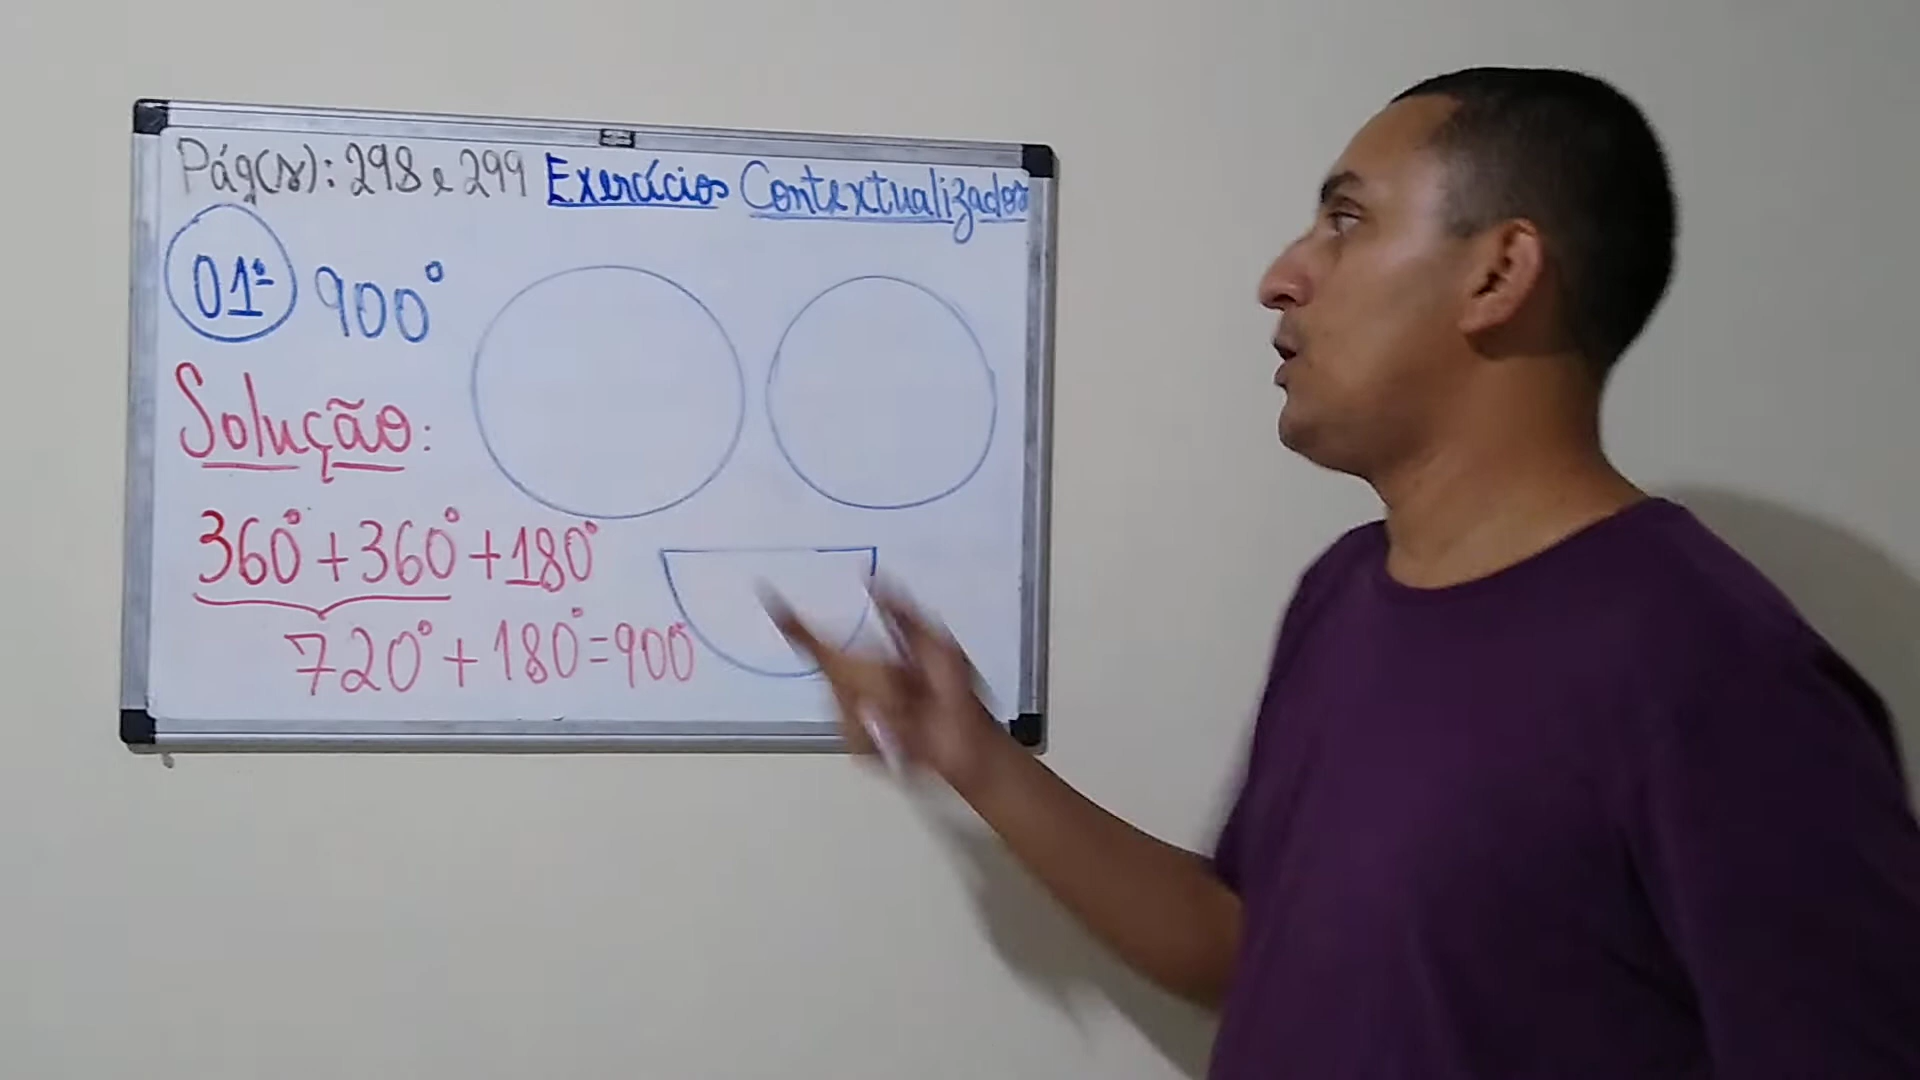 Pág(s): 298 e 299 Exercícios Contextualizados
01ª 900°
Solução:
360° + 360° + 180°
720° + 180° = 900°